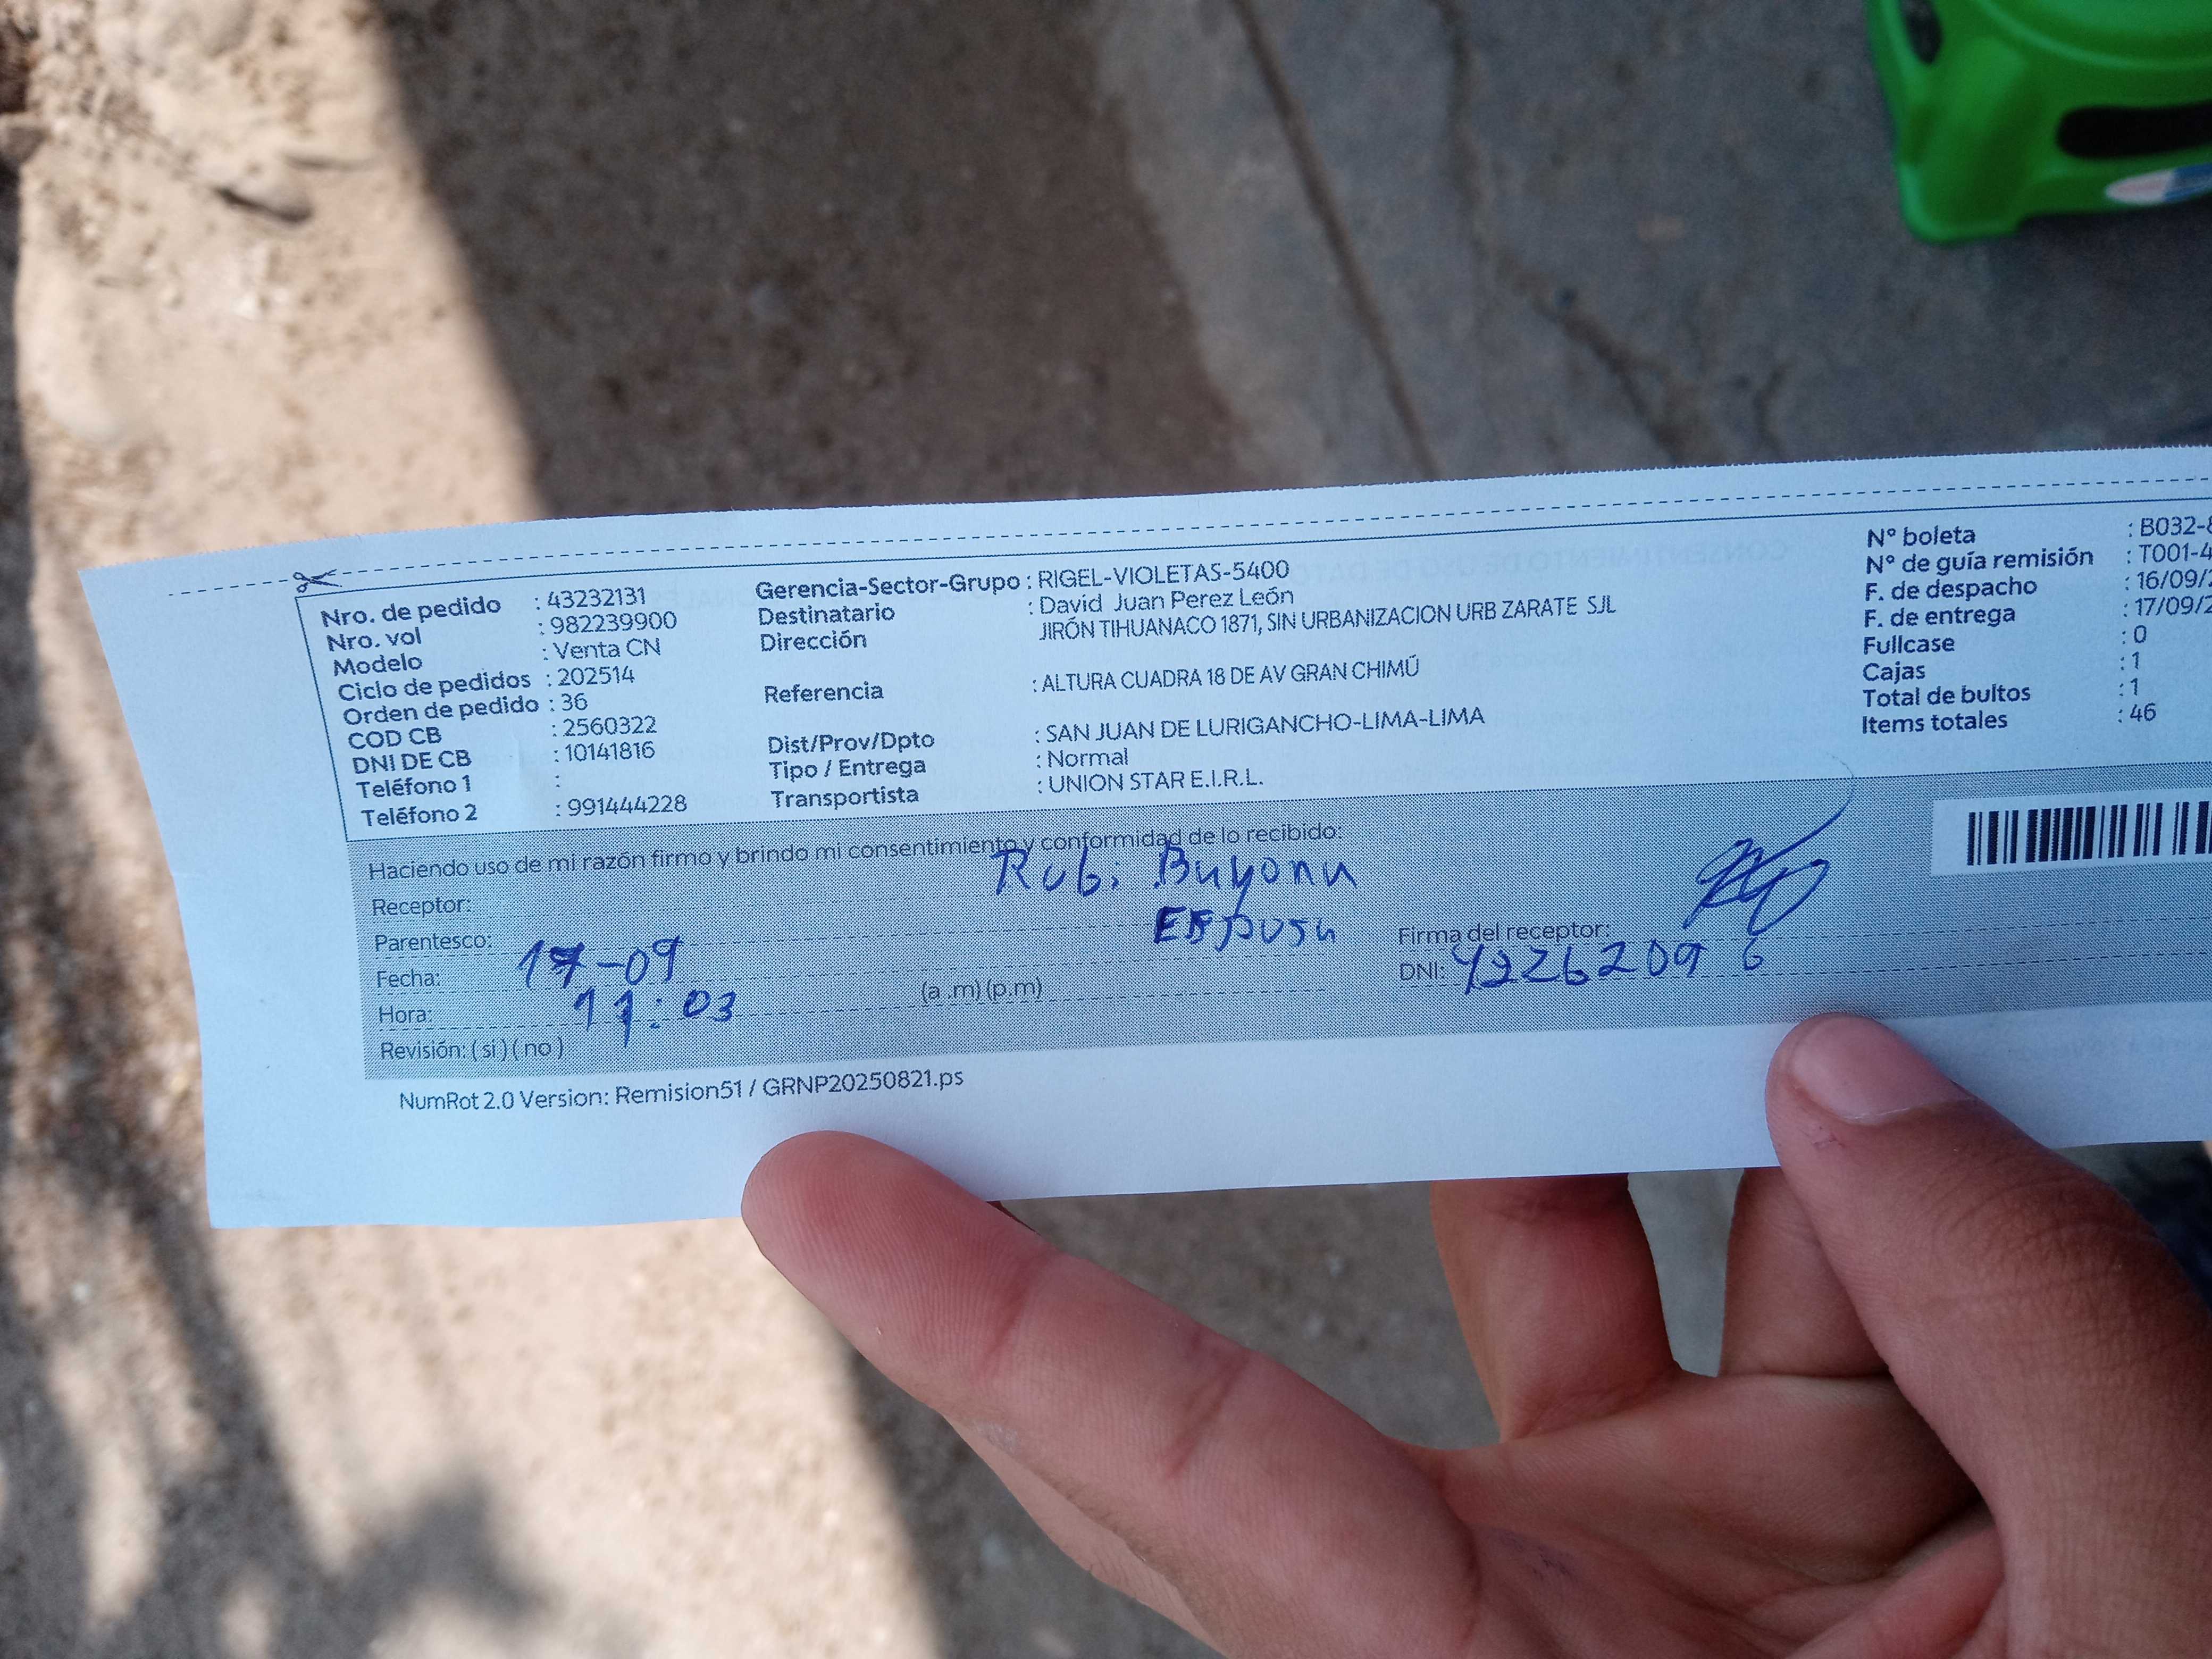 Nro. de pedido : 43232131
Nro. vol : 982239900
Modelo : Venta CN
Ciclo de pedidos : 202514
Orden de pedido : 36
COD CB : 2560322
DNI DE CB : 10141816
Teléfono 1 :
Teléfono 2 : 991444228
Gerencia-Sector-Grupo : RIGEL-VIOLETAS-5400
Destinatario : David Juan Perez León
Dirección JIRÓN TIHUANACO 1871, SIN URBANIZACION URB ZARATE SJL
Referencia : ALTURA CUADRA 18 DE AV GRAN CHIMÚ
Dist/Prov/Dpto : SAN JUAN DE LURIGANCHO-LIMA-LIMA
Tipo / Entrega : Normal
Transportista : UNION STAR E.I.R.L.
N° boleta : B032-
N° de guía remisión : T001-4
F. de despacho : 16/09/2
F. de entrega : 17/09/2
Fullcase : 0
Cajas : 1
Total de bultos : 1
Items totales : 46
Haciendo uso de mi razón firmo y brindo mi consentimiento y conformidad de lo recibido:
Receptor: Rubi Buyona
Parentesco: Esposa
Firma del receptor:
Fecha: 17-09
DNI: 42262096
Hora: 11:03 (a .m) (p.m)
Revisión: ( si ) ( no )
NumRot 2.0 Version: Remision51 / GRNP20250821.ps